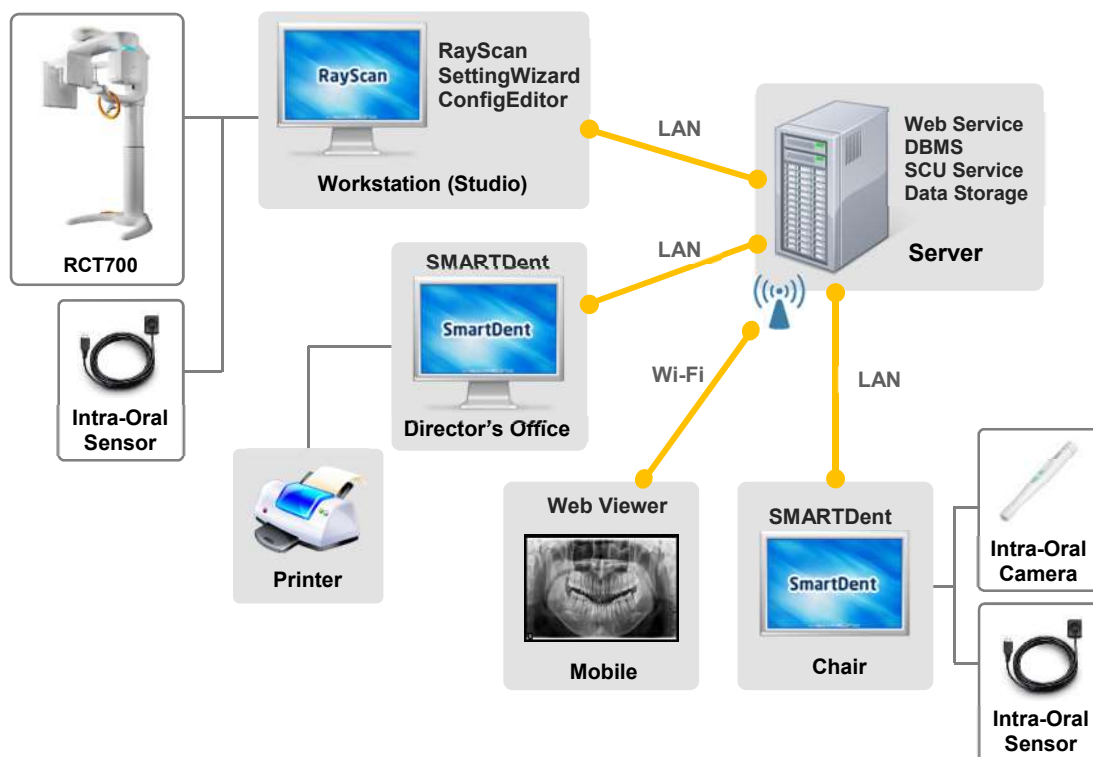 RCT700
Intra-Oral
Sensor
RayScan
RayScan
SettingWizard
ConfigEditor
Workstation (Studio)
LAN
Web Service
DBMS
SCU Service
Data Storage
Server
SMARTDent
SmartDent
Director's Office
LAN
Printer
Wi-Fi
LAN
Web Viewer
Mobile
SMARTDent
SmartDent
Chair
Intra-Oral
Camera
Intra-Oral
Sensor